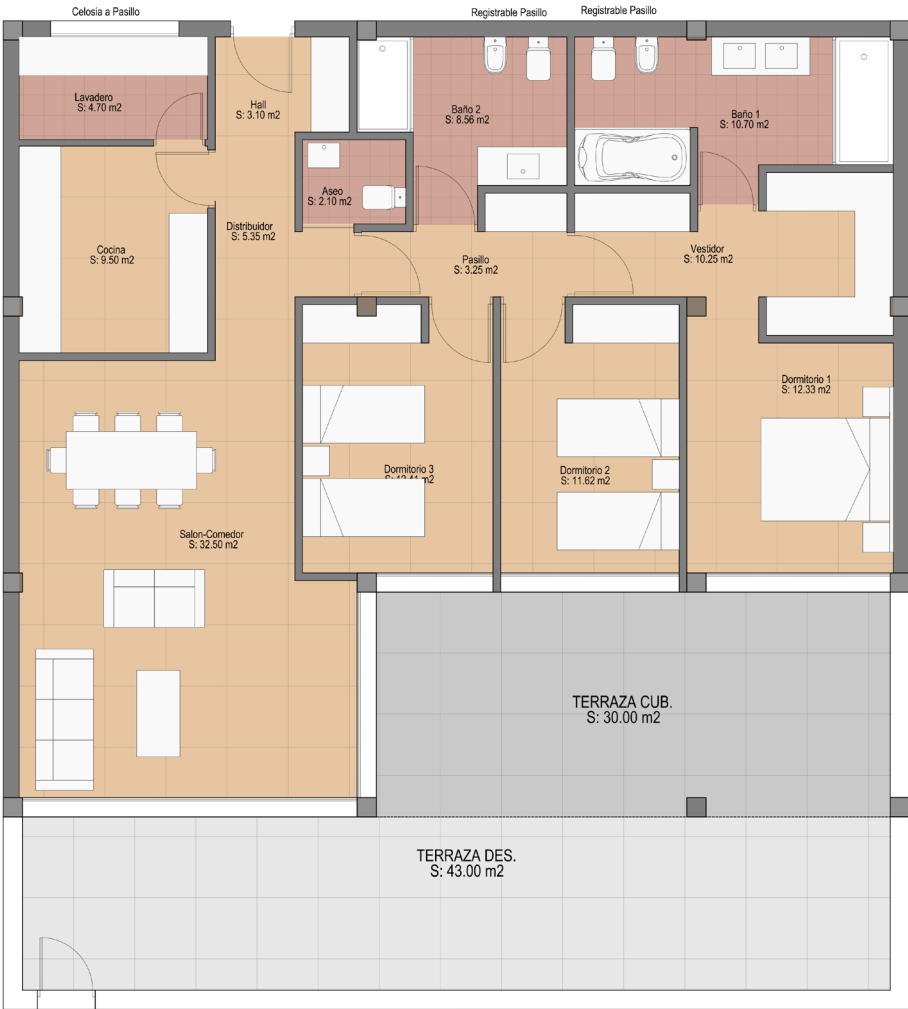 Celosia a Pasillo
Registrable Pasillo
Registrable Pasillo
Lavadero
S: 4.70 m2
Hall
S: 3.10 m2
Baño 2
S: 8.56 m2
Baño 1
S: 10.70 m2
Aseo
S: 2.10 m2
Distribuidor
S: 5.35 m2
Cocina
S: 9.50 m2
Pasillo
S: 3.25 m2
Vestidor
S: 10.25 m2
Dormitorio 1
S: 12.33 m2
Dormitorio 3
Dormitorio 2
S: 11.62 m2
Salon-Comedor
S: 32.50 m2
TERRAZA CUB.
S: 30.00 m2
TERRAZA DES.
S: 43.00 m2